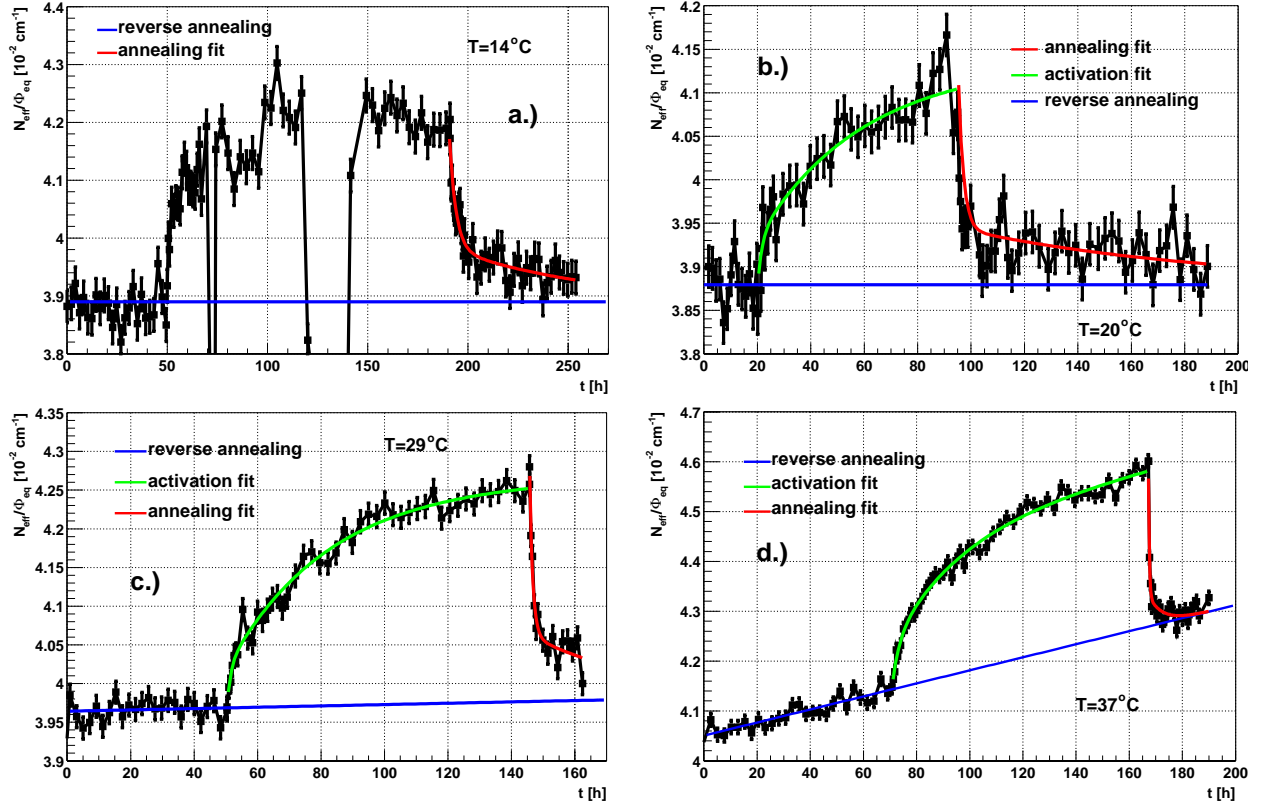 N_eff/Φ_eq [10^-2 cm^-1]
4.4
4.3
4.2
4.1
4
3.9
3.8
reverse annealing
annealing fit
T=14°C
a.)
0 50 100 150 200 250
t [h]
N_eff/Φ_eq [10^-2 cm^-1]
4.2
4.15
4.1
4.05
4
3.95
3.9
3.85
3.8
b.)
annealing fit
activation fit
reverse annealing
T=20°C
0 20 40 60 80 100 120 140 160 180 200
t [h]
N_eff/Φ_eq [10^-2 cm^-1]
4.35
4.3
4.25
4.2
4.15
4.1
4.05
4
3.95
3.9
reverse annealing
activation fit
annealing fit
T=29°C
c.)
0 20 40 60 80 100 120 140 160
t [h]
N_eff/Φ_eq [10^-2 cm^-1]
4.7
4.6
4.5
4.4
4.3
4.2
4.1
4
reverse annealing
activation fit
annealing fit
d.)
T=37°C
0 20 40 60 80 100 120 140 160 180 200
t [h]